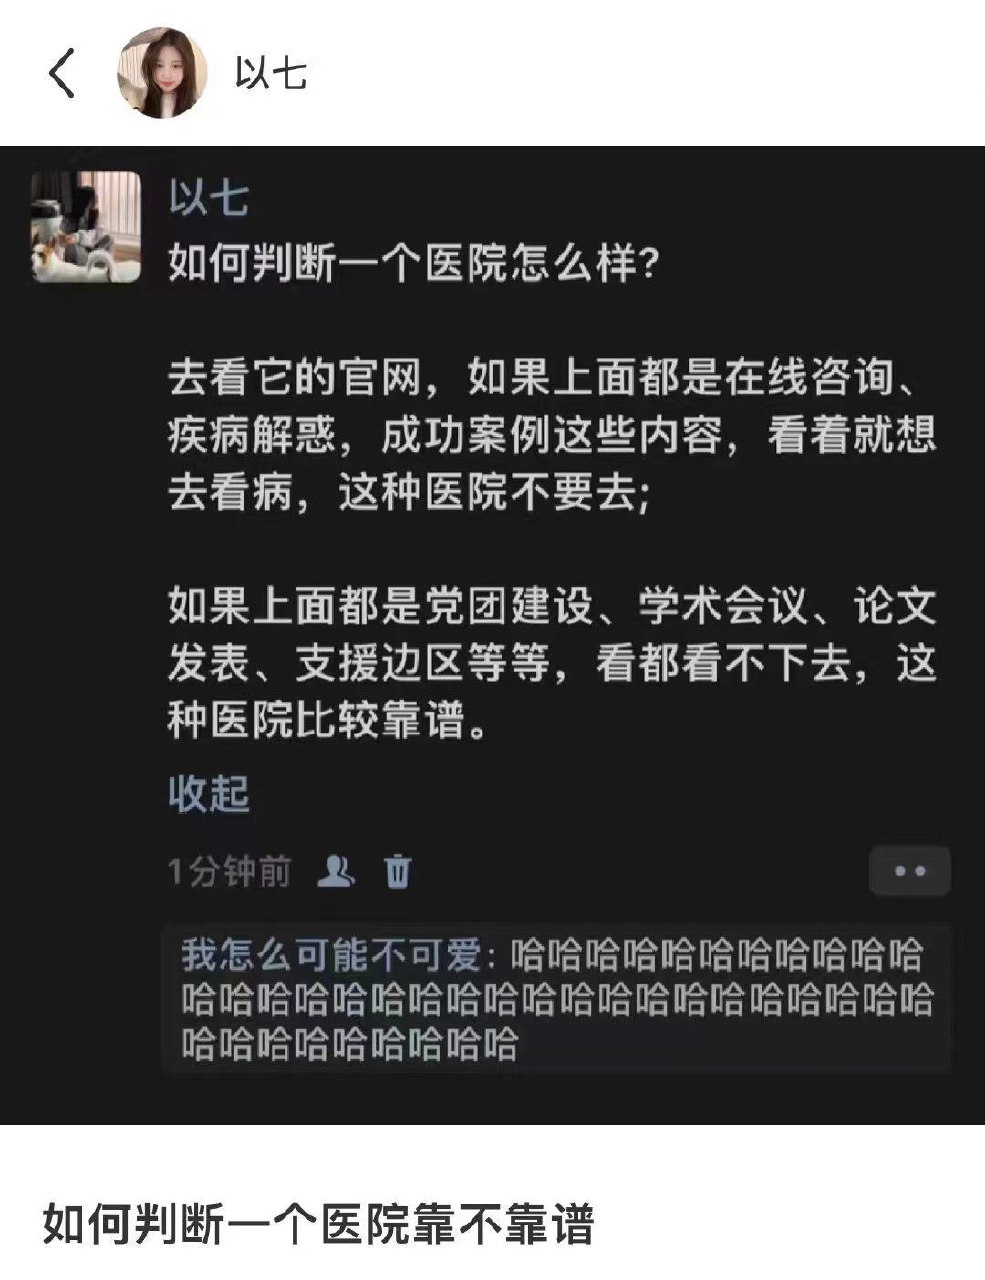 以七
以七
如何判断一个医院怎么样?
去看它的官网，如果上面都是在线咨询、
疾病解惑，成功案例这些内容，看着就想
去看病，这种医院不要去;
如果上面都是党团建设、学术会议、论文
发表、支援边区等等，看都看不下去，这
种医院比较靠谱。
收起
1分钟前
我怎么可能不可爱: 哈哈哈哈哈哈哈哈哈哈哈
哈哈哈哈哈哈哈哈哈哈哈哈哈哈哈哈哈哈哈哈
哈哈哈哈哈哈哈哈哈
如何判断一个医院靠不靠谱